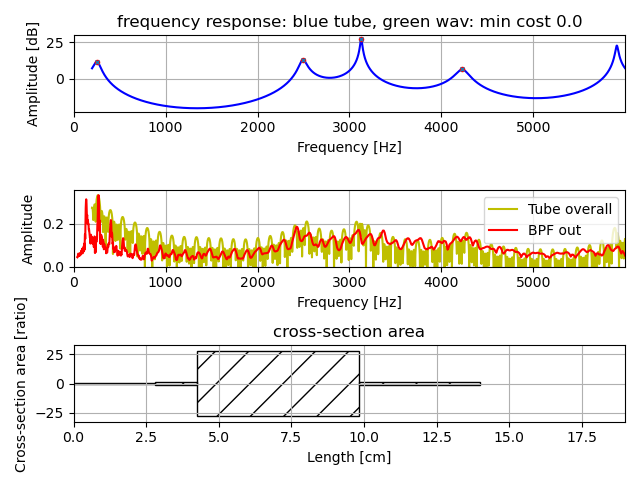 frequency response: blue tube, green wav: min cost 0.0
Amplitude [dB]
25
0
0 1000 2000 3000 4000 5000
Frequency [Hz]
Amplitude
0.2
0.0
Tube overall
BPF out
0 1000 2000 3000 4000 5000
Frequency [Hz]
cross-section area
Cross-section area [ratio]
25
0
−25
0.0 2.5 5.0 7.5 10.0 12.5 15.0 17.5
Length [cm]